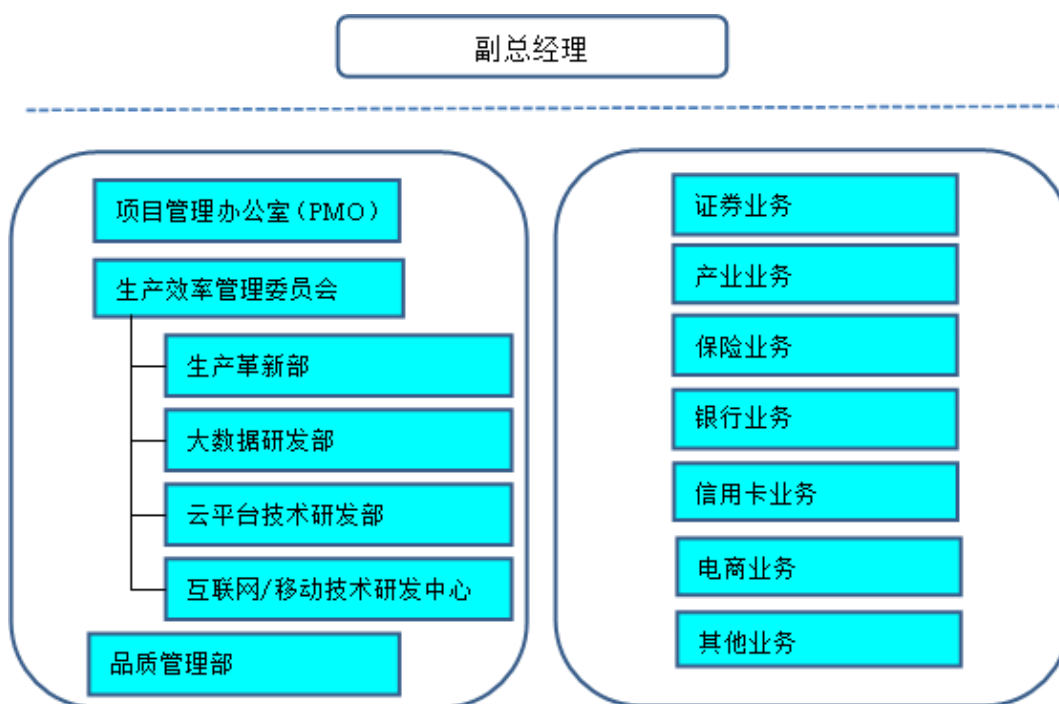 副总经理
项目管理办公室（PMO）
生产效率管理委员会
生产革新部
大数据研发部
云平台技术研发部
互联网/移动技术研发中心
品质管理部
证券业务
产业业务
保险业务
银行业务
信用卡业务
电商业务
其他业务